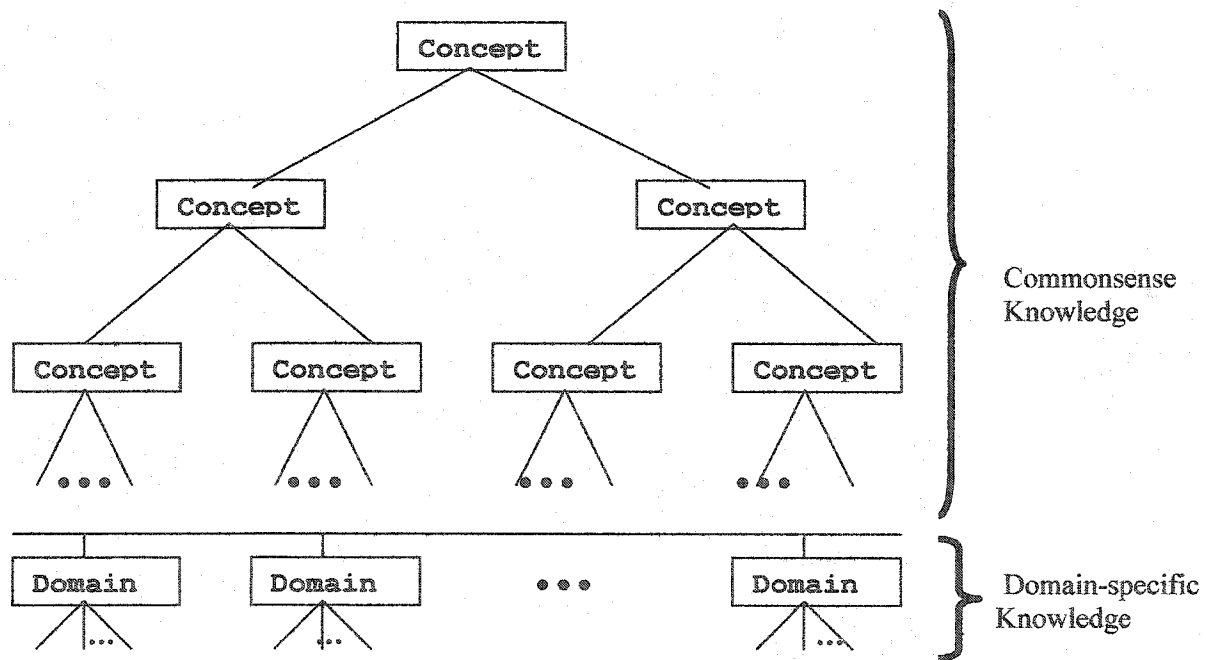 Concept
Concept Concept
Commonsense
Knowledge
Concept Concept Concept Concept
•••  •••  •••  •••
Domain Domain ••• Domain
Domain-specific
Knowledge
... ... ...